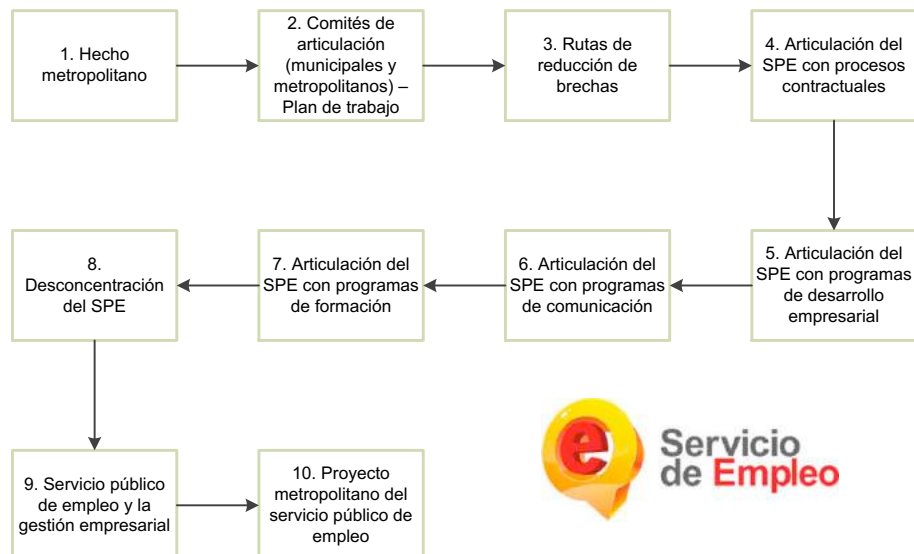 1. Hecho
metropolitano
2. Comités de
articulación
(municipales y
metropolitanos) –
Plan de trabajo
3. Rutas de
reducción de
brechas
4. Articulación del
SPE con procesos
contractuales
5. Articulación del
SPE con programas
de desarrollo
empresarial
6. Articulación del
SPE con programas
de comunicación
7. Articulación del
SPE con programas
de formación
8.
Desconcentración
del SPE
9. Servicio público
de empleo y la
gestión empresarial
10. Proyecto
metropolitano del
servicio público de
empleo
e
Servicio
de Empleo